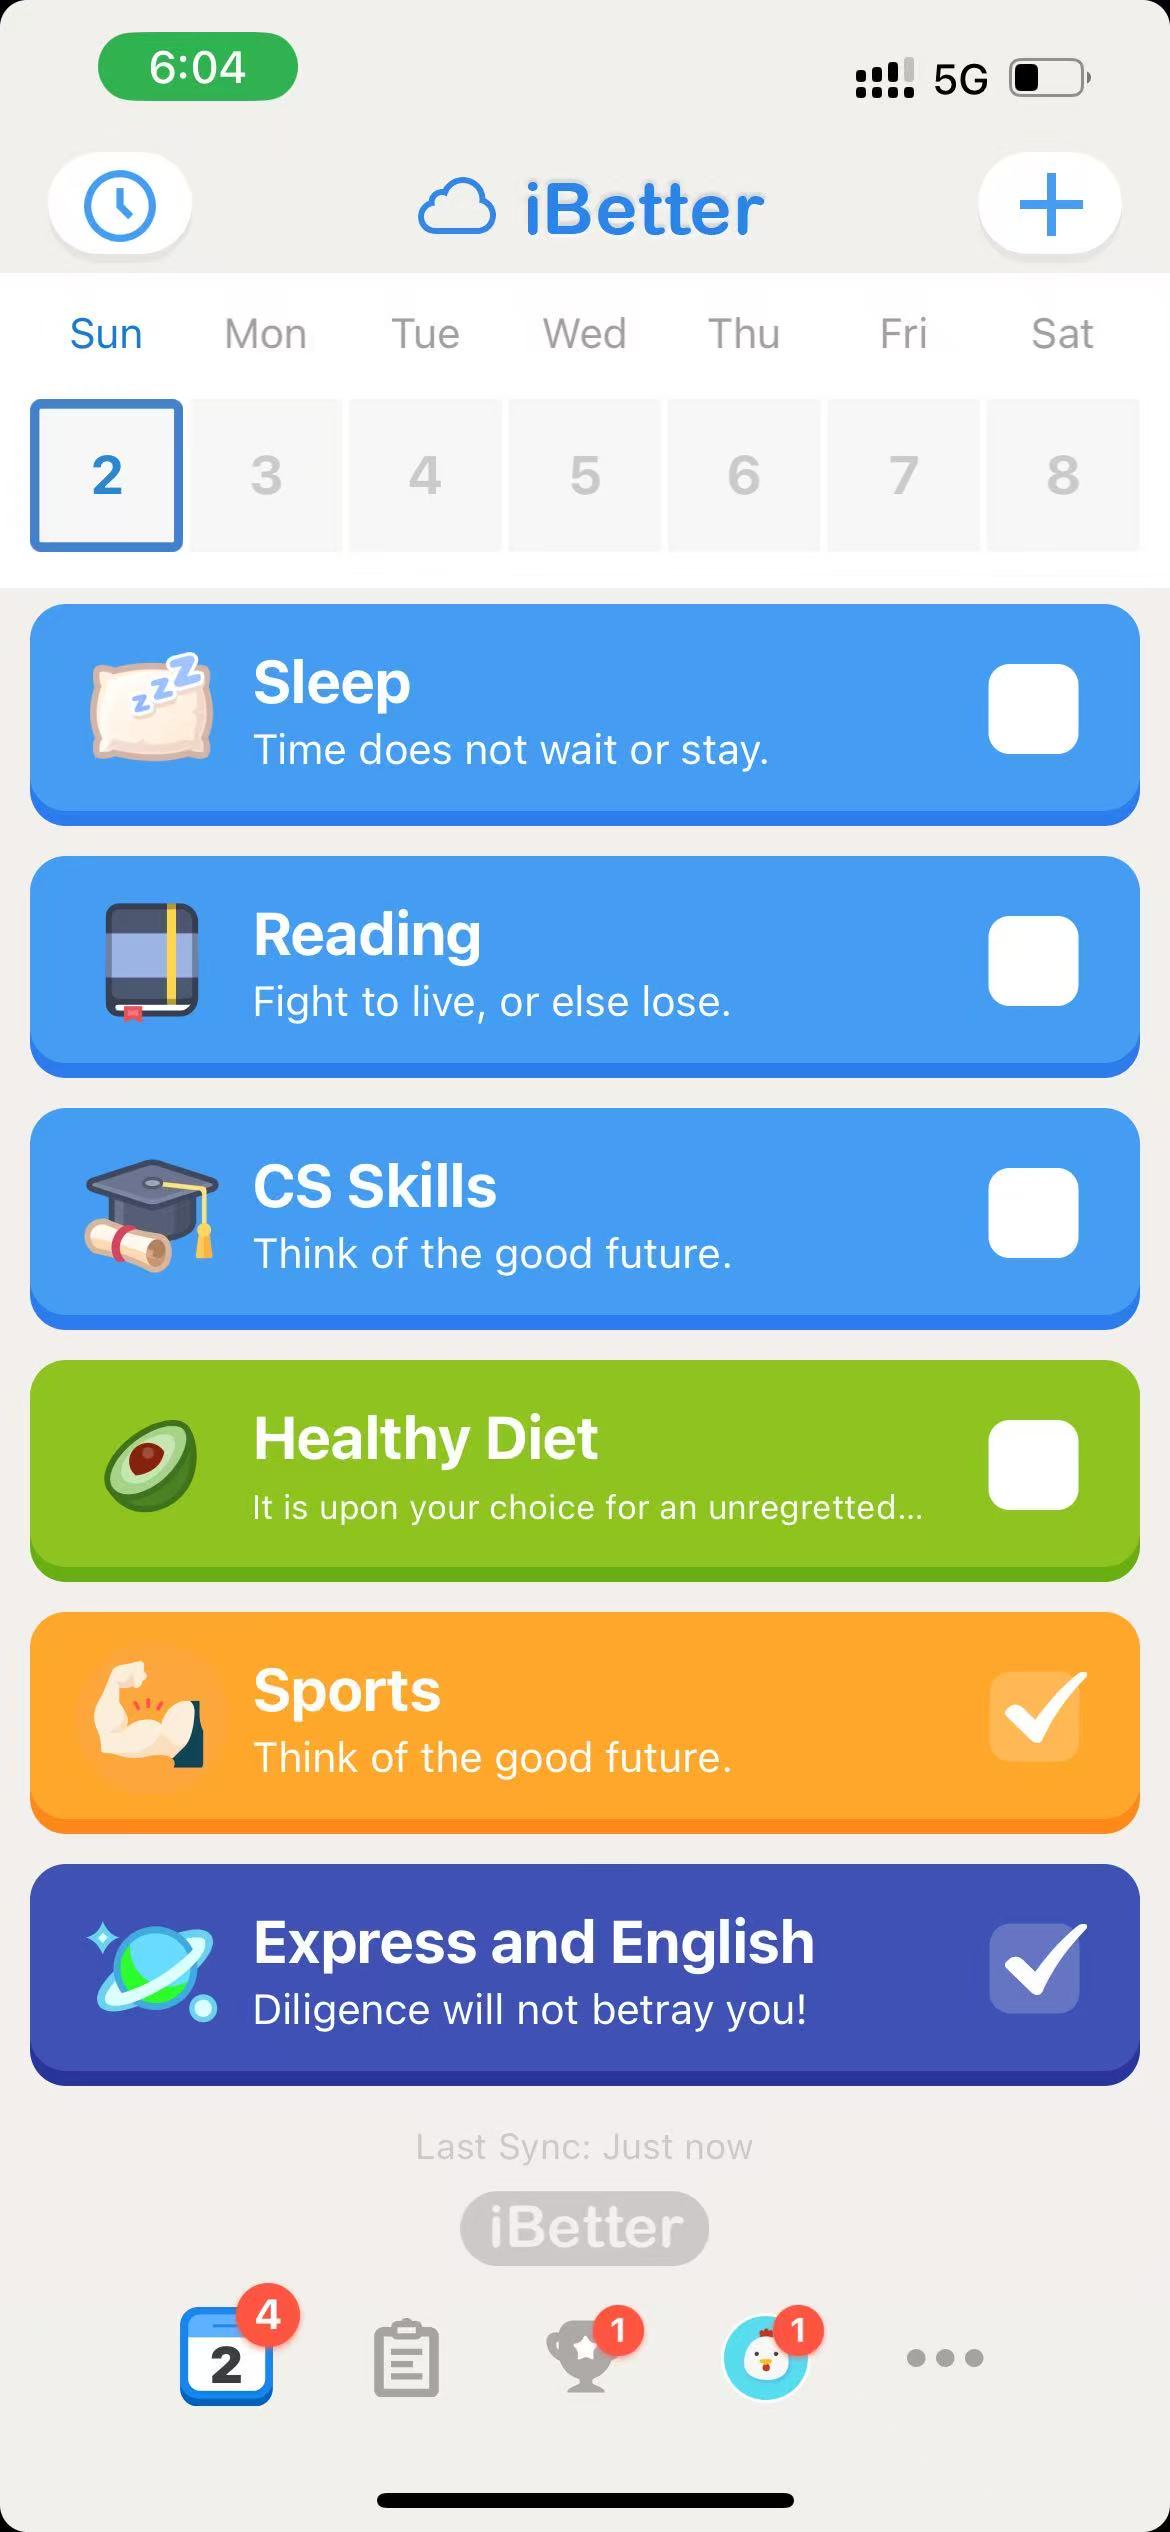 6:04
5G
iBetter
Sun Mon Tue Wed Thu Fri Sat
2 3 4 5 6 7 8
Sleep
Time does not wait or stay.
Reading
Fight to live, or else lose.
CS Skills
Think of the good future.
Healthy Diet
It is upon your choice for an unregretted...
Sports
Think of the good future.
Express and English
Diligence will not betray you!
Last Sync: Just now
iBetter
4
2
1
1